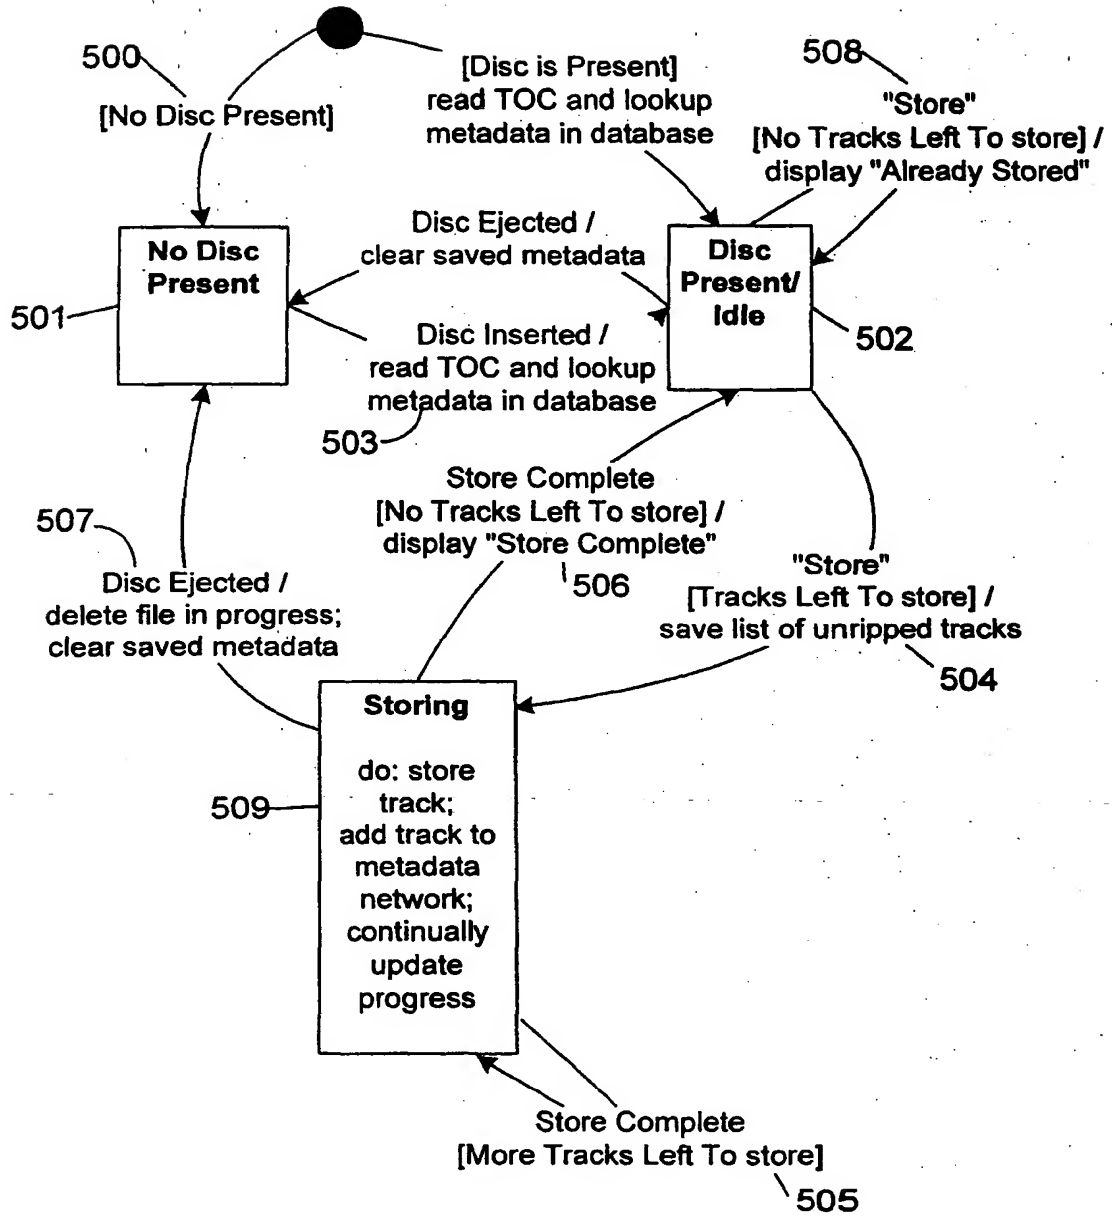 500
[No Disc Present]
[Disc is Present]
read TOC and lookup
metadata in database
508
"Store"
[No Tracks Left To store] /
display "Already Stored"
No Disc
Present
501
Disc Ejected /
clear saved metadata
Disc
Present/
Idle
502
Disc Inserted /
read TOC and lookup
metadata in database
503
Store Complete
[No Tracks Left To store] /
display "Store Complete"
506
507
Disc Ejected /
delete file in progress;
clear saved metadata
"Store"
[Tracks Left To store] /
save list of unripped tracks
504
Storing
do: store
track;
add track to
metadata
network;
continually
update
progress
509
Store Complete
[More Tracks Left To store]
505